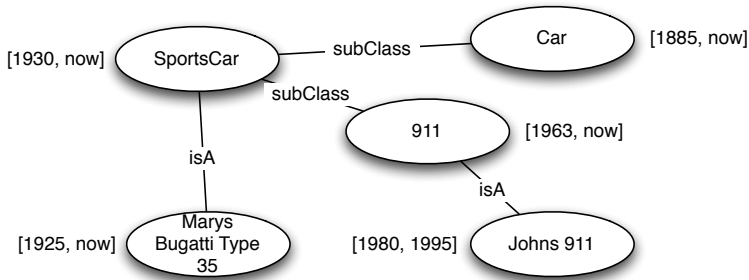 Car
[1885, now]
[1930, now]
SportsCar
subClass
subClass
911
[1963, now]
isA
isA
[1925, now]
Marys
Bugatti Type
35
[1980, 1995]
Johns 911